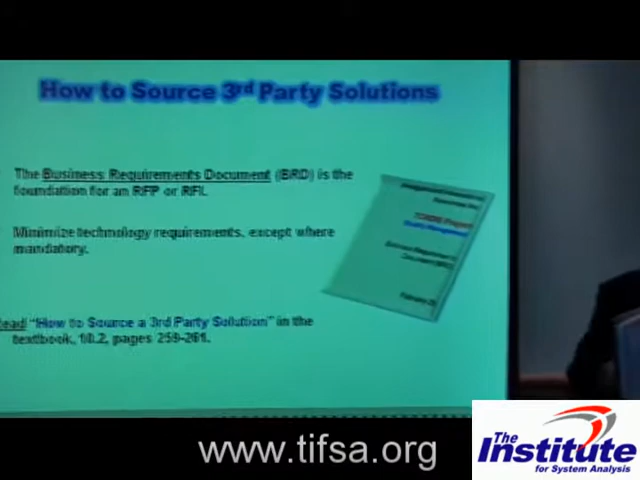 How to Source 3rd Party Solutions
The Business Requirements Document (BRD) is the
foundation for an RFP or RFI.
Minimize technology requirements, except where
mandatory.
Read "How to Source a 3rd Party Solution" in the
textbook, 10.2, pages 259-261.
www.tifsa.org
The
Institute
for System Analysis